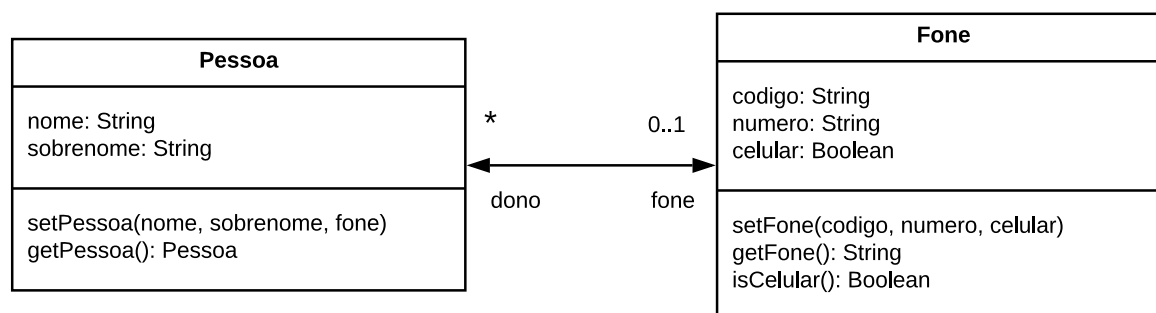 Pessoa
nome: String
sobrenome: String
setPessoa(nome, sobrenome, fone)
getPessoa(): Pessoa
*
0..1
dono
fone
Fone
codigo: String
numero: String
celular: Boolean
setFone(codigo, numero, celular)
getFone(): String
isCelular(): Boolean